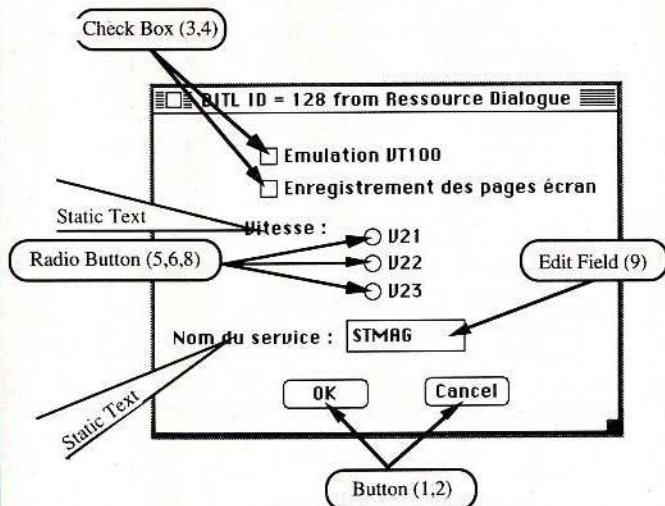 Check Box (3,4)
DITL ID = 128 from Ressource Dialogue
Emulation VT100
Enregistrement des pages écran
Static Text
Vitesse :
V21
Radio Button (5,6,8)
V22
Edit Field (9)
V23
Nom du service :
STMAG
Static Text
OK
Cancel
Button (1,2)